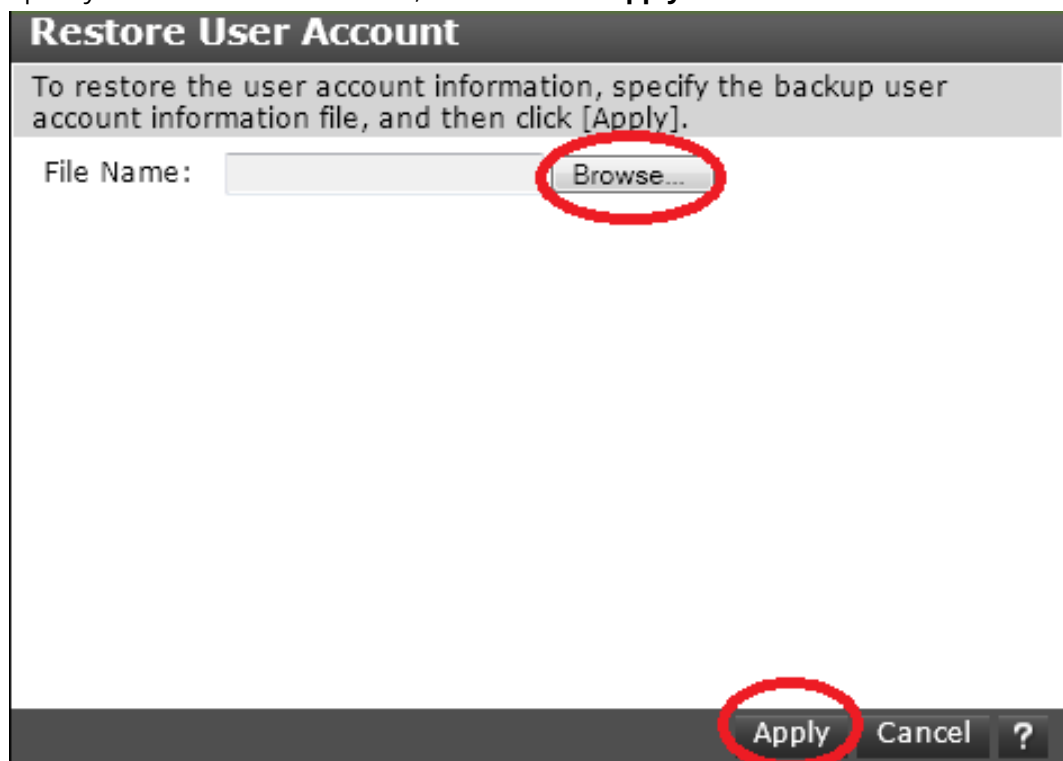 Apply
Restore User Account
To restore the user account information, specify the backup user
account information file, and then click [Apply].
File Name:
Browse...
Apply Cancel ?